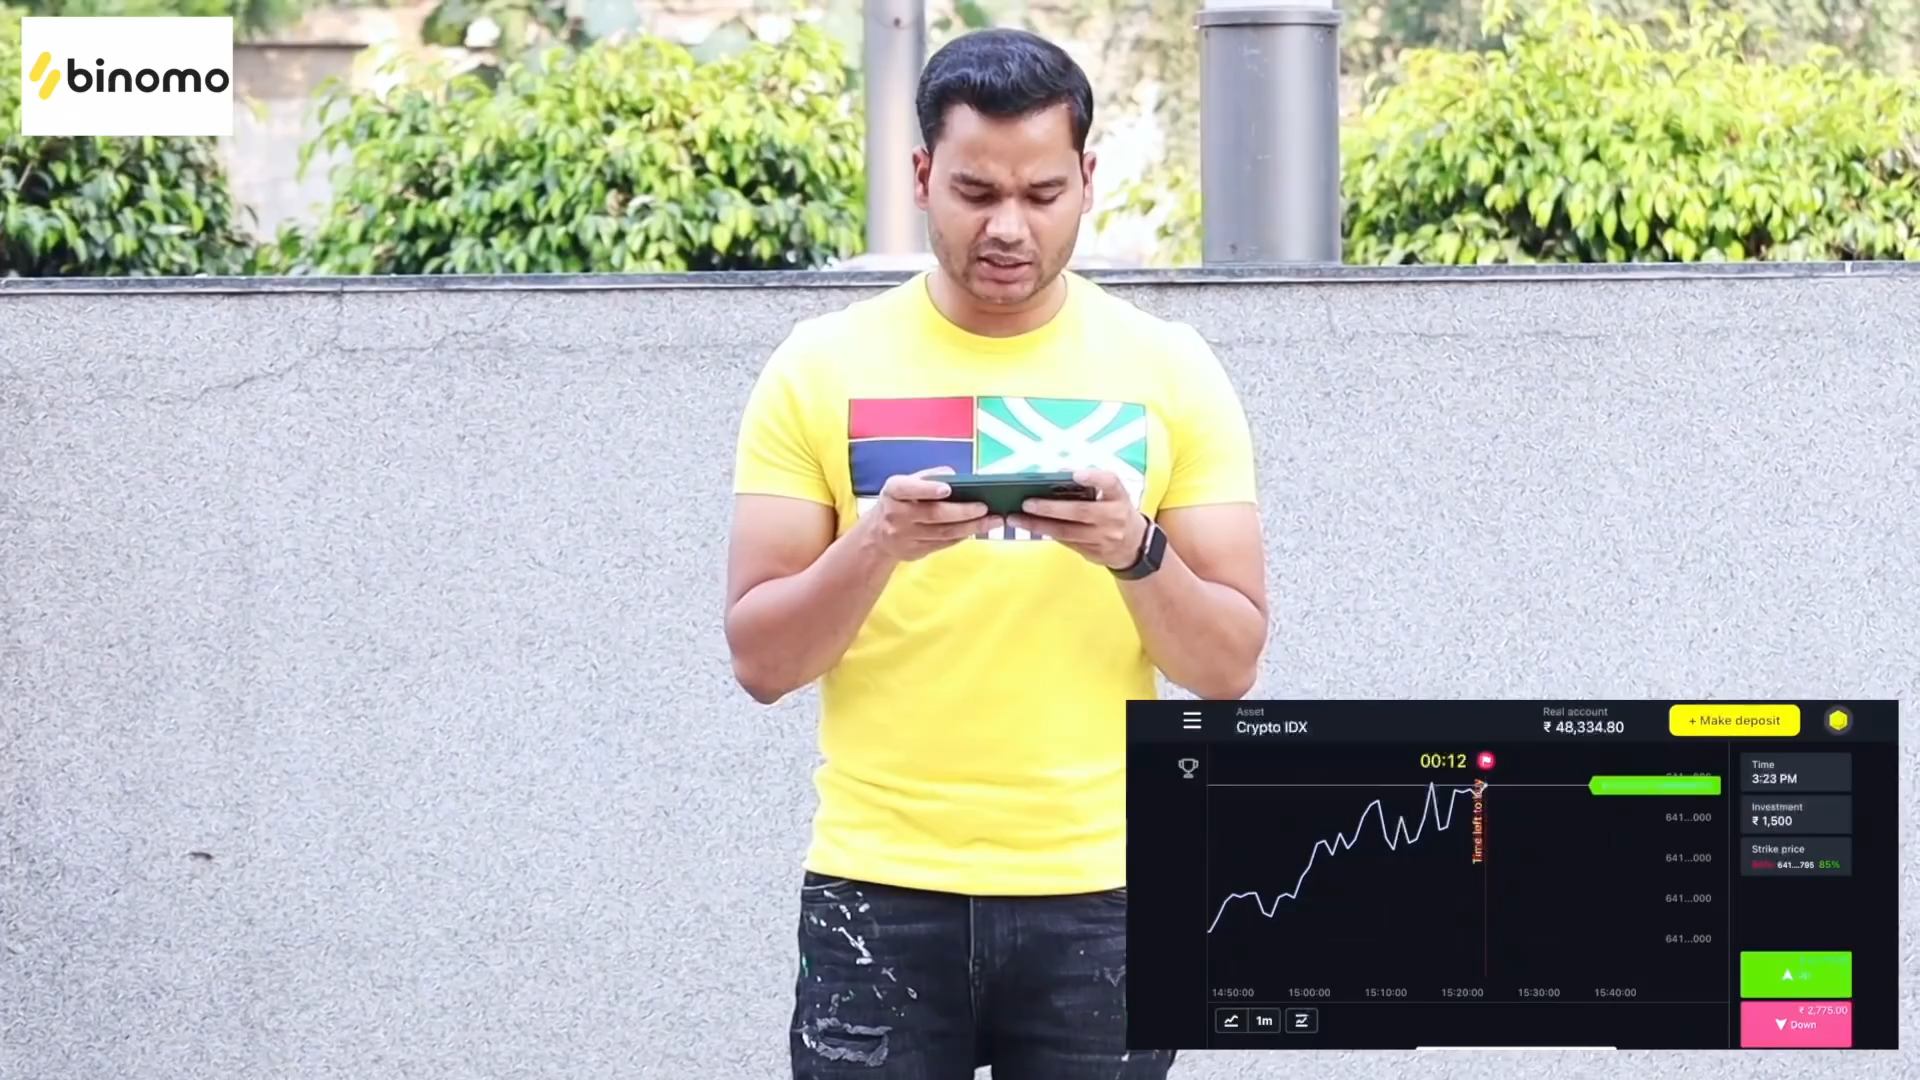 binomo
Asset
Crypto IDX
Real account
₹ 48,334.80
+ Make deposit
00:12
Time left to buy
Time
3:23 PM
Investment
₹ 1,500
Strike price
641....795 85%
641...000
641...000
641...000
641...000
14:50:00 15:00:00 15:10:00 15:20:00 15:30:00 15:40:00
1m
₹ 2,775.00
Down